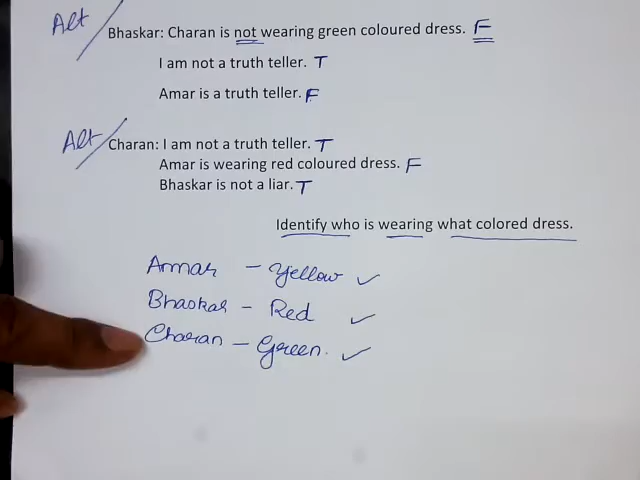 Alt Bhaskar: Charan is not wearing green coloured dress. F
I am not a truth teller. T
Amar is a truth teller. F
Alt Charan: I am not a truth teller. T
Amar is wearing red coloured dress. F
Bhaskar is not a liar. T
Identify who is wearing what colored dress.
Amar - Yellow ✓
Bhaskar - Red ✓
Charan - Green. ✓